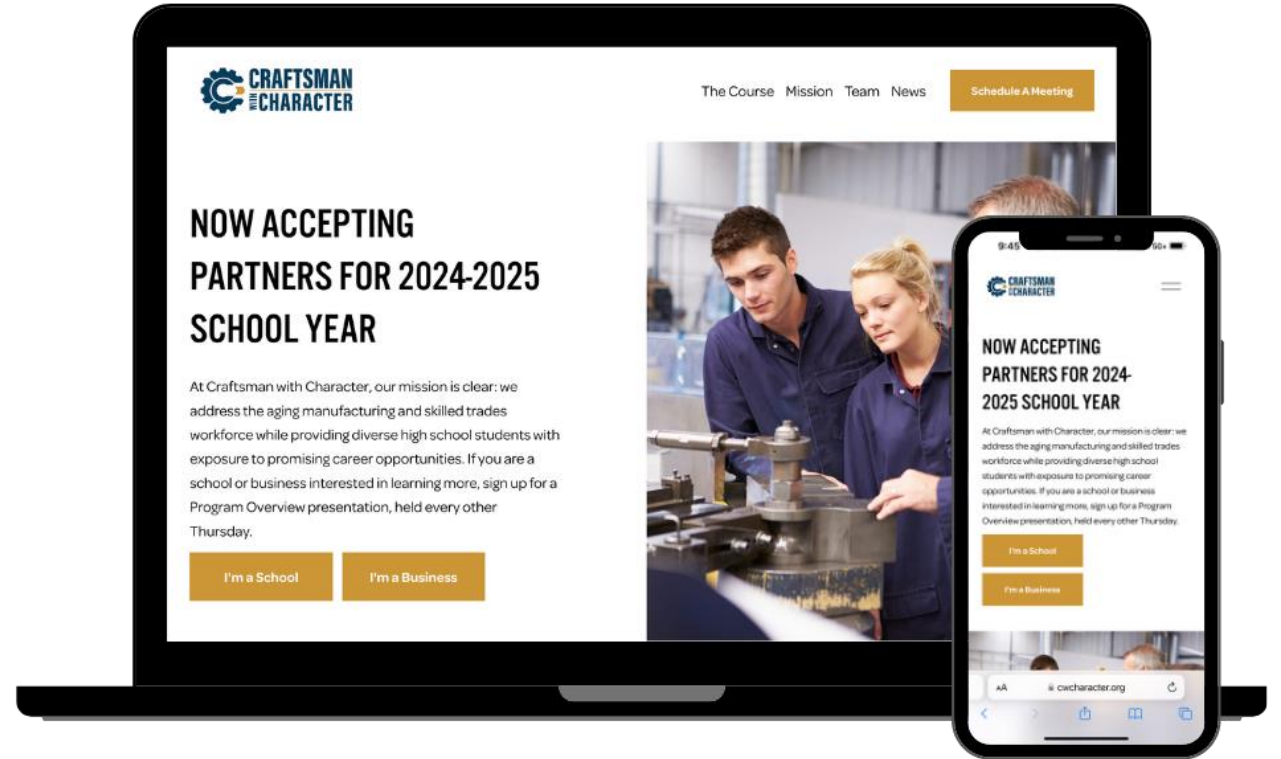 CRAFTSMAN
WITH CHARACTER
The Course Mission Team News
Schedule A Meeting
NOW ACCEPTING
PARTNERS FOR 2024-2025
SCHOOL YEAR
At Craftsman with Character, our mission is clear: we
address the aging manufacturing and skilled trades
workforce while providing diverse high school students with
exposure to promising career opportunities. If you are a
school or business interested in learning more, sign up for a
Program Overview presentation, held every other
Thursday.
I'm a School I'm a Business
9:45 5G+
CRAFTSMAN
WITH CHARACTER
NOW ACCEPTING
PARTNERS FOR 2024-
2025 SCHOOL YEAR
At Craftsman with Character, our mission is clear: we
address the aging manufacturing and skilled trades
workforce while providing diverse high school
students with exposure to promising career
opportunities. If you are a school or business
interested in learning more, sign up for a Program
Overview presentation, held every other Thursday.
I'm a School
I'm a Business
AA cwcharacter.org